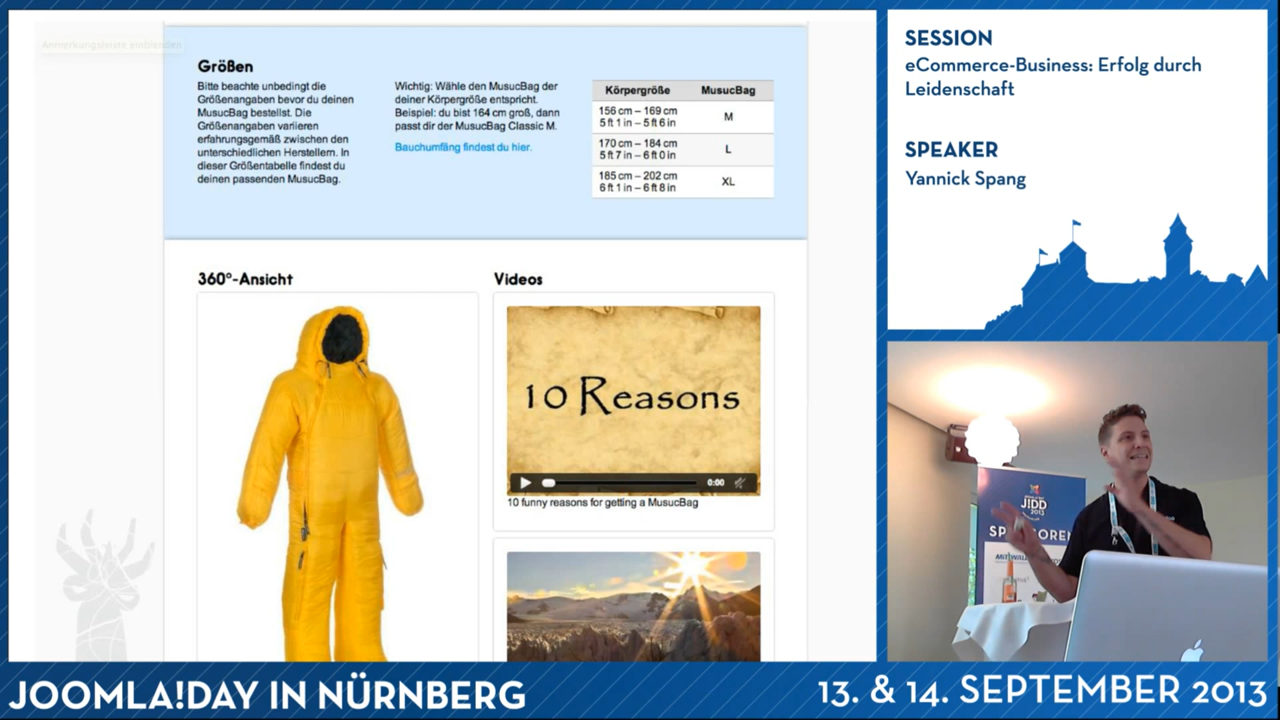 Anmerkungsleiste einblenden
Größen
Bitte beachte unbedingt die
Größenangaben bevor du deinen
MusucBag bestellst. Die
Größenangaben variieren
erfahrungsgemäß zwischen den
unterschiedlichen Herstellern. In
dieser Größentabelle findest du
deinen passenden MusucBag.
Wichtig: Wähle den MusucBag der
deiner Körpergröße entspricht.
Beispiel: du bist 164 cm groß, dann
passt dir der MusucBag Classic M.
Bauchumfang findest du hier.
Körpergröße MusucBag
156 cm – 169 cm
5 ft 1 in – 5 ft 6 in
M
170 cm – 184 cm
5 ft 7 in – 6 ft 0 in
L
185 cm – 202 cm
6 ft 1 in – 6 ft 8 in
XL
360°-Ansicht
Videos
10 Reasons
0:00
10 funny reasons for getting a MusucBag
SESSION
eCommerce-Business: Erfolg durch
Leidenschaft
SPEAKER
Yannick Spang
J!DD
2013
SPONSOREN
JOOMLA!DAY IN NÜRNBERG
13. & 14. SEPTEMBER 2013